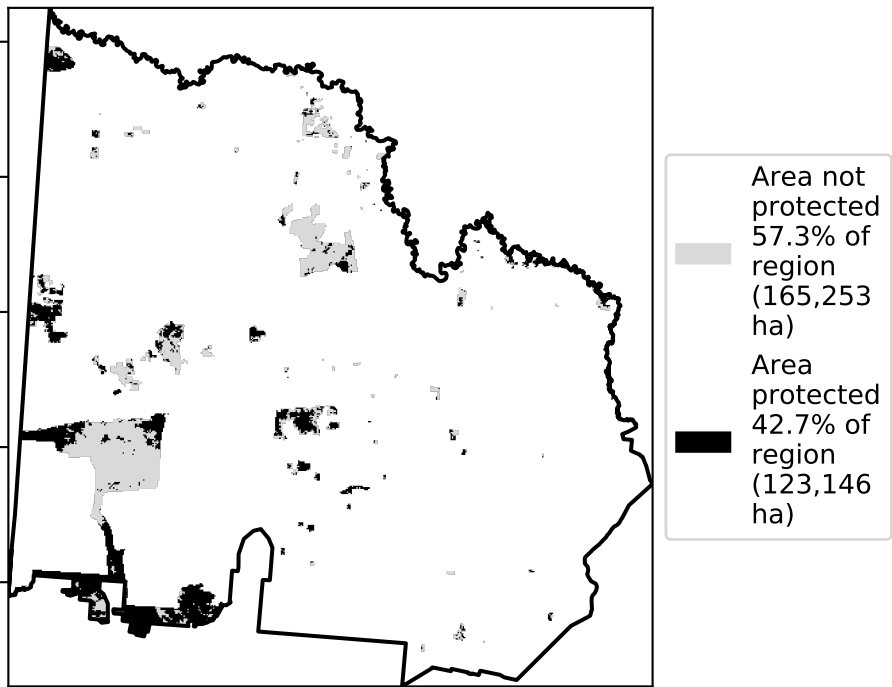 Area not
protected
57.3% of
region
(165,253
ha)
Area
protected
42.7% of
region
(123,146
ha)